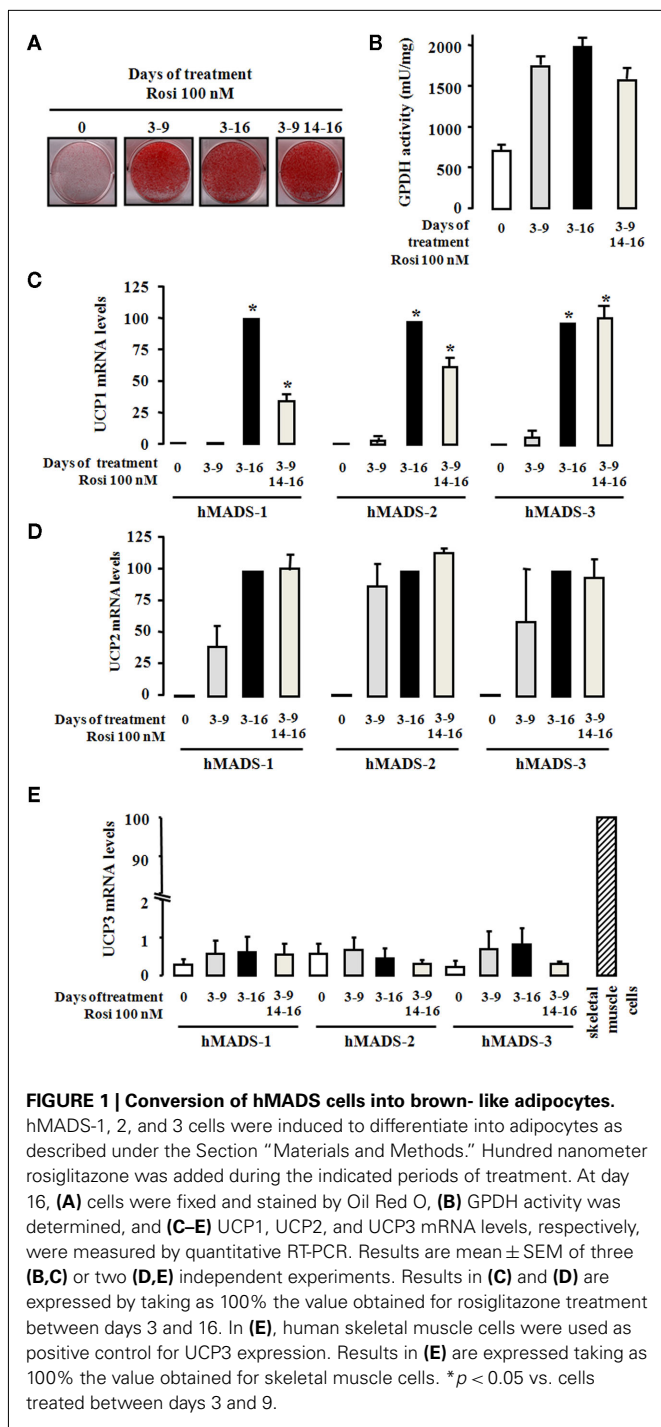 A
Days of treatment
Rosi 100 nM
0 3-9 3-16 3-9 14-16
B
GPDH activity (mU/mg)
2000
1500
1000
500
0
Days of
treatment
Rosi 100 nM
0 3-9 3-16 3-9
14-16
C
UCP1 mRNA levels
100
75
50
25
0
* * * * * *
Days of treatment
Rosi 100 nM
0 3-9 3-16 3-9 0 3-9 3-16 3-9 0 3-9 3-16 3-9
14-16 14-16 14-16
hMADS-1 hMADS-2 hMADS-3
D
UCP2 mRNA levels
125
100
75
50
25
0
Days of treatment
Rosi 100 nM
0 3-9 3-16 3-9 0 3-9 3-16 3-9 0 3-9 3-16 3-9
14-16 14-16 14-16
hMADS-1 hMADS-2 hMADS-3
E
UCP3 mRNA levels
100
90
2
1
0
Days of treatment
Rosi 100 nM
0 3-9 3-16 3-9 0 3-9 3-16 3-9 0 3-9 3-16 3-9
14-16 14-16 14-16
hMADS-1 hMADS-2 hMADS-3
skeletal
muscle
cells
FIGURE 1 | Conversion of hMADS cells into brown- like adipocytes.
hMADS-1, 2, and 3 cells were induced to differentiate into adipocytes as
described under the Section “Materials and Methods.” Hundred nanometer
rosiglitazone was added during the indicated periods of treatment. At day
16, (A) cells were fixed and stained by Oil Red O, (B) GPDH activity was
determined, and (C–E) UCP1, UCP2, and UCP3 mRNA levels, respectively,
were measured by quantitative RT-PCR. Results are mean ± SEM of three
(B,C) or two (D,E) independent experiments. Results in (C) and (D) are
expressed by taking as 100% the value obtained for rosiglitazone treatment
between days 3 and 16. In (E), human skeletal muscle cells were used as
positive control for UCP3 expression. Results in (E) are expressed taking as
100% the value obtained for skeletal muscle cells. *p < 0.05 vs. cells
treated between days 3 and 9.